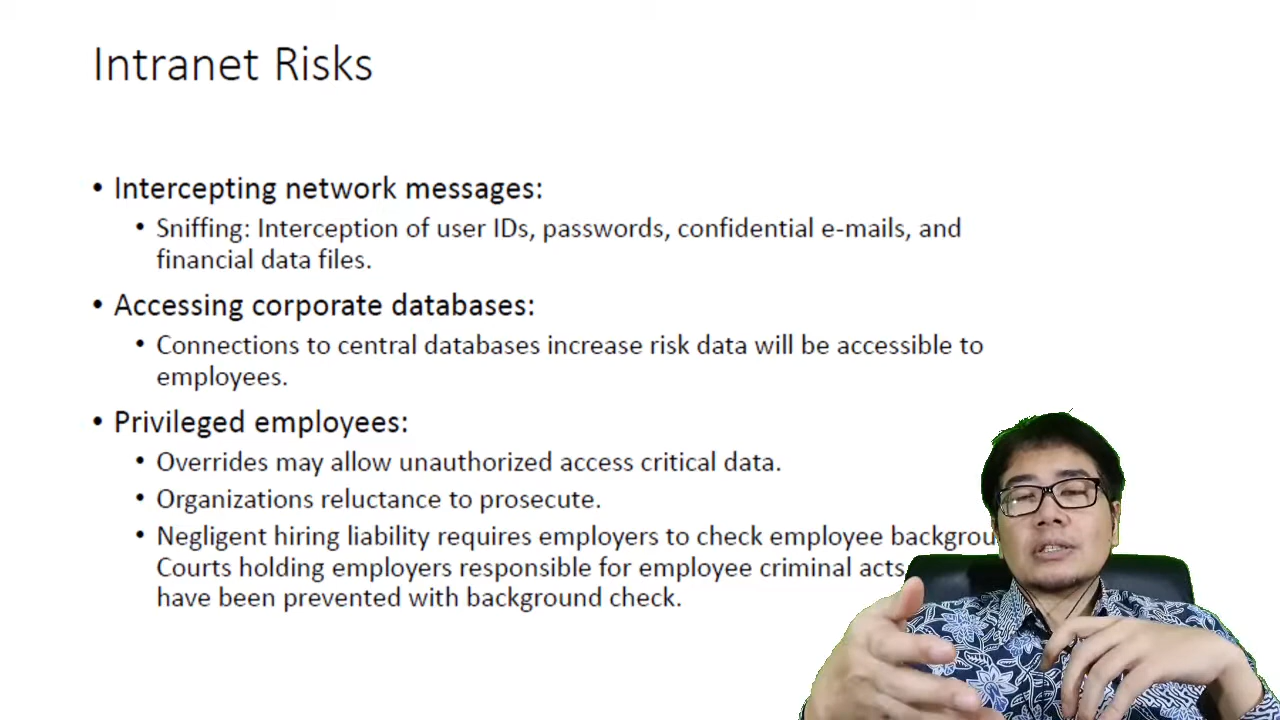 Intranet Risks
• Intercepting network messages:
• Sniffing: Interception of user IDs, passwords, confidential e-mails, and
financial data files.
• Accessing corporate databases:
• Connections to central databases increase risk data will be accessible to
employees.
• Privileged employees:
• Overrides may allow unauthorized access critical data.
• Organizations reluctance to prosecute.
• Negligent hiring liability requires employers to check employee
Courts holding employers responsible for employee criminal acts
have been prevented with background check.